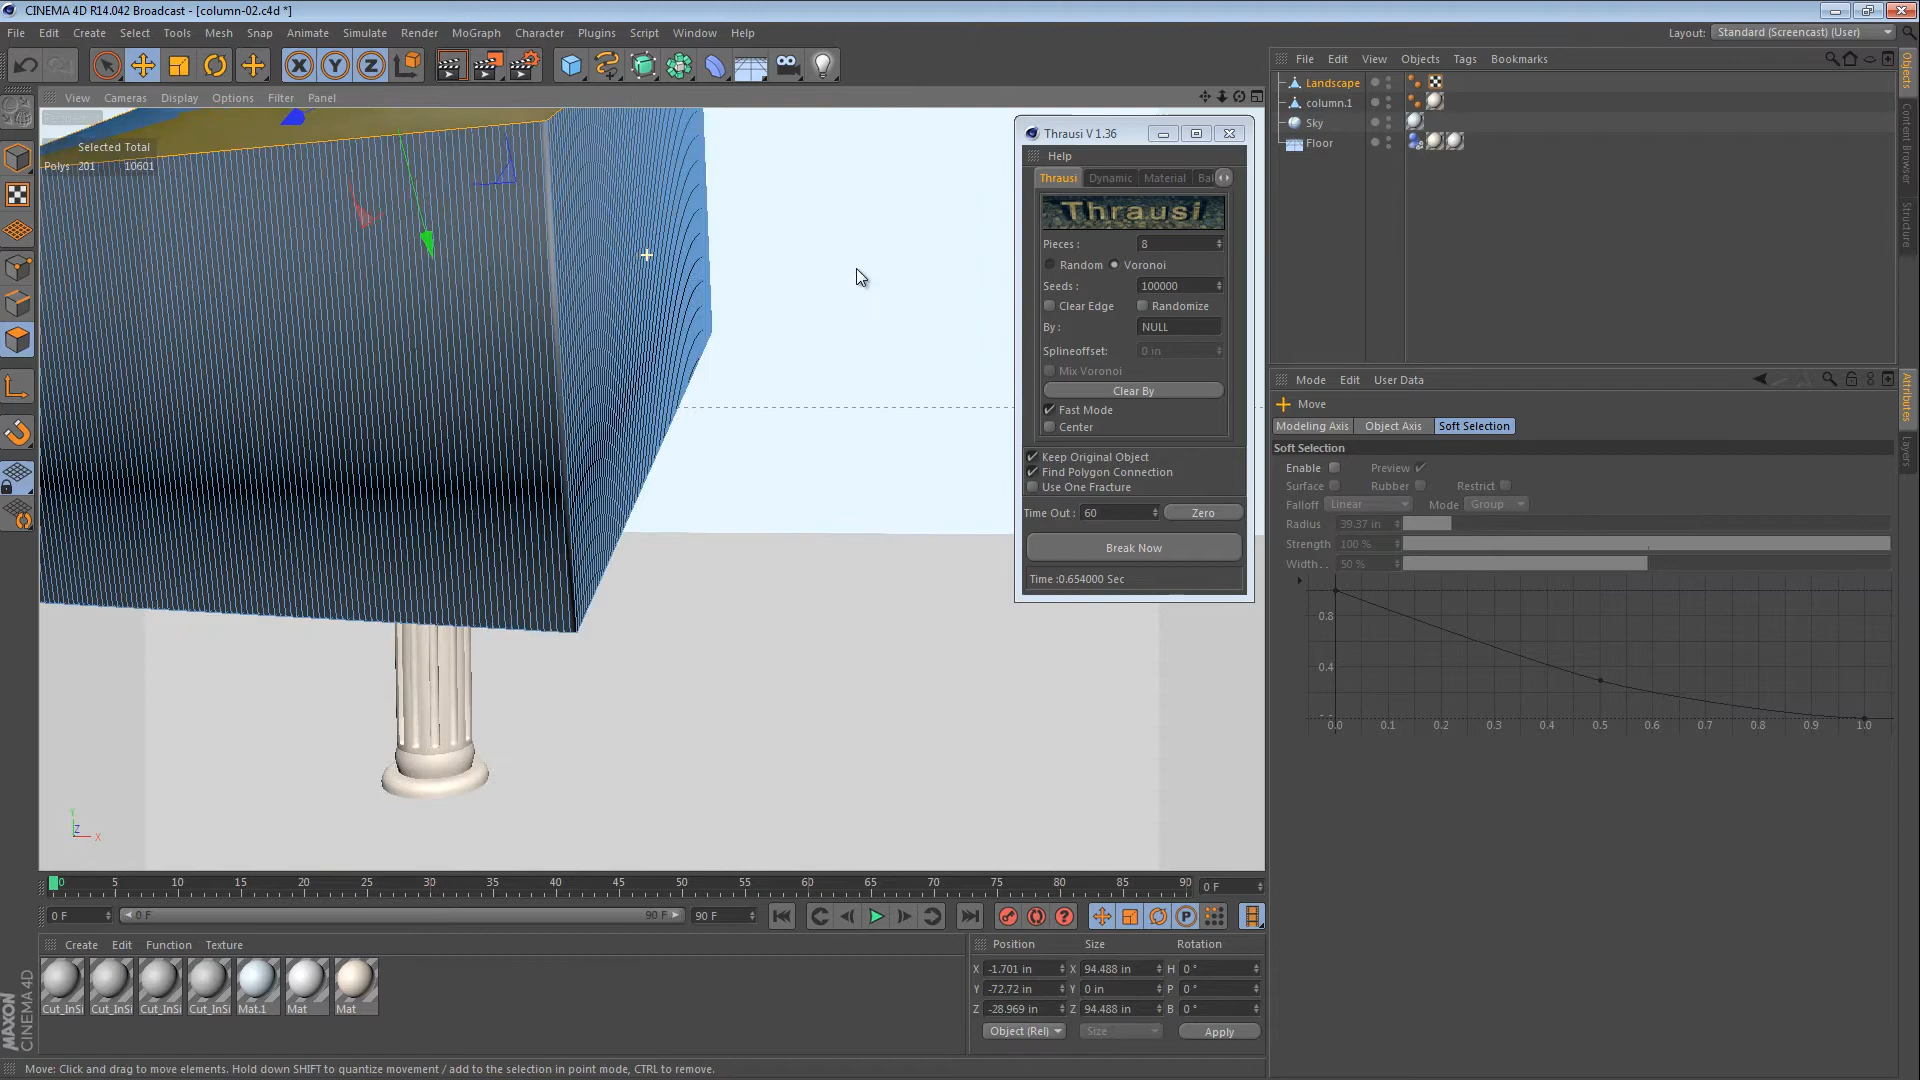 CINEMA 4D R14.042 Broadcast - [column-02.c4d *]
File Edit Create Select Tools Mesh Snap Animate Simulate Render MoGraph Character Plugins Script Window Help
Layout: Standard (Screencast) (User)
View Cameras Display Options Filter Panel
Selected Total
Polys 201 10601
X Y Z
Thrausi V 1.36
Help
Thrausi Dynamic Material Bai
Thrausi
Pieces : 8
Random Voronoi
Seeds : 100000
Clear Edge Randomize
By : NULL
Splineoffset: 0 in
Mix Voronoi
Clear By
Fast Mode
Center
Keep Original Object
Find Polygon Connection
Use One Fracture
Time Out : 60 Zero
Break Now
Time :0.654000 Sec
File Edit View Objects Tags Bookmarks
Landscape
column.1
Sky
Floor
Objects
Content Browser
Structure
Mode Edit User Data
Move
Modeling Axis Object Axis Soft Selection
Soft Selection
Enable Preview
Surface Rubber Restrict
Falloff Linear Mode Group
Radius 39.37 in
Strength 100 %
Width . . 50 %
0.8
0.4
0.0 0.1 0.2 0.3 0.4 0.5 0.6 0.7 0.8 0.9 1.0
Attributes
Layers
Y
Z
X
0 5 10 15 20 25 30 35 40 45 50 55 60 65 70 75 80 85 90 0 F
0 F 0 F 90 F 90 F
P
Create Edit Function Texture
Cut_InSi Cut_InSi Cut_InSi Cut_InSi Mat.1 Mat Mat
Position Size Rotation
X -1.701 in X 94.488 in H 0 °
Y -72.72 in Y 0 in P 0 °
Z -28.969 in Z 94.488 in B 0 °
Object (Rel) Size Apply
MAXON
CINEMA 4D
Move: Click and drag to move elements. Hold down SHIFT to quantize movement / add to the selection in point mode, CTRL to remove.